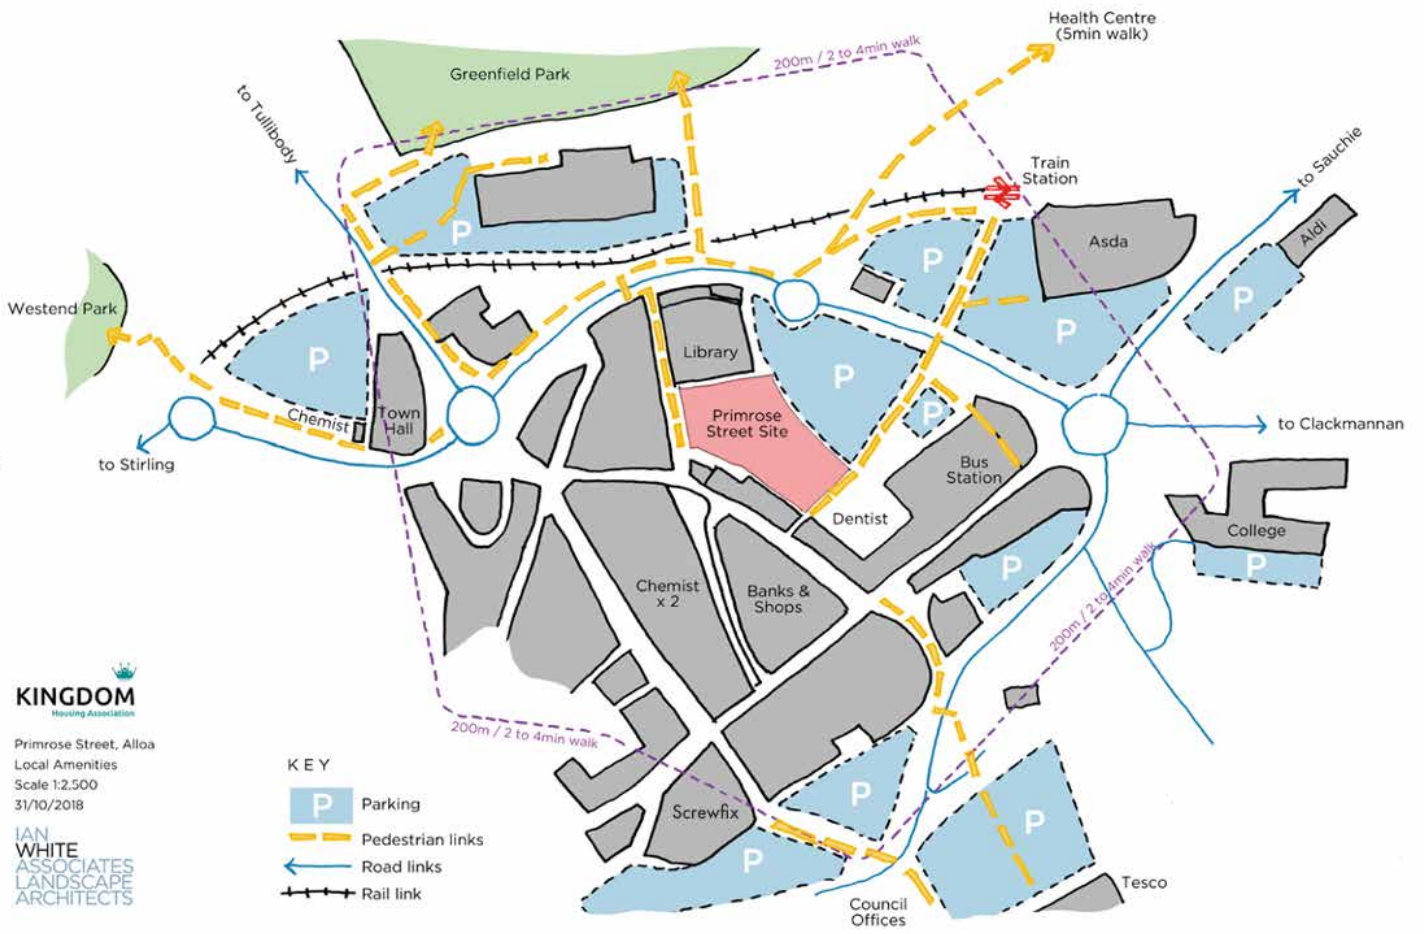 Health Centre
(5min walk)
200m / 2 to 4min walk
Greenfield Park
to Tullibody
Train
Station
to Sauchie
Aldi
Asda
P
P
P
P
P
Westend Park
Library
P
P
Chemist
Town
Hall
Primrose
Street Site
P
to Clackmannan
to Stirling
Bus
Station
Dentist
College
P
P
Chemist
x 2
Banks &
Shops
200m / 2 to 4min walk
200m / 2 to 4min walk
KINGDOM
Housing Association
Primrose Street, Alloa
Local Amenities
Scale 1:2,500
31/10/2018
IAN
WHITE
ASSOCIATES
LANDSCAPE
ARCHITECTS
KEY
P Parking
Pedestrian links
Road links
Rail link
Screwfix
P
P
P
Tesco
Council
Offices